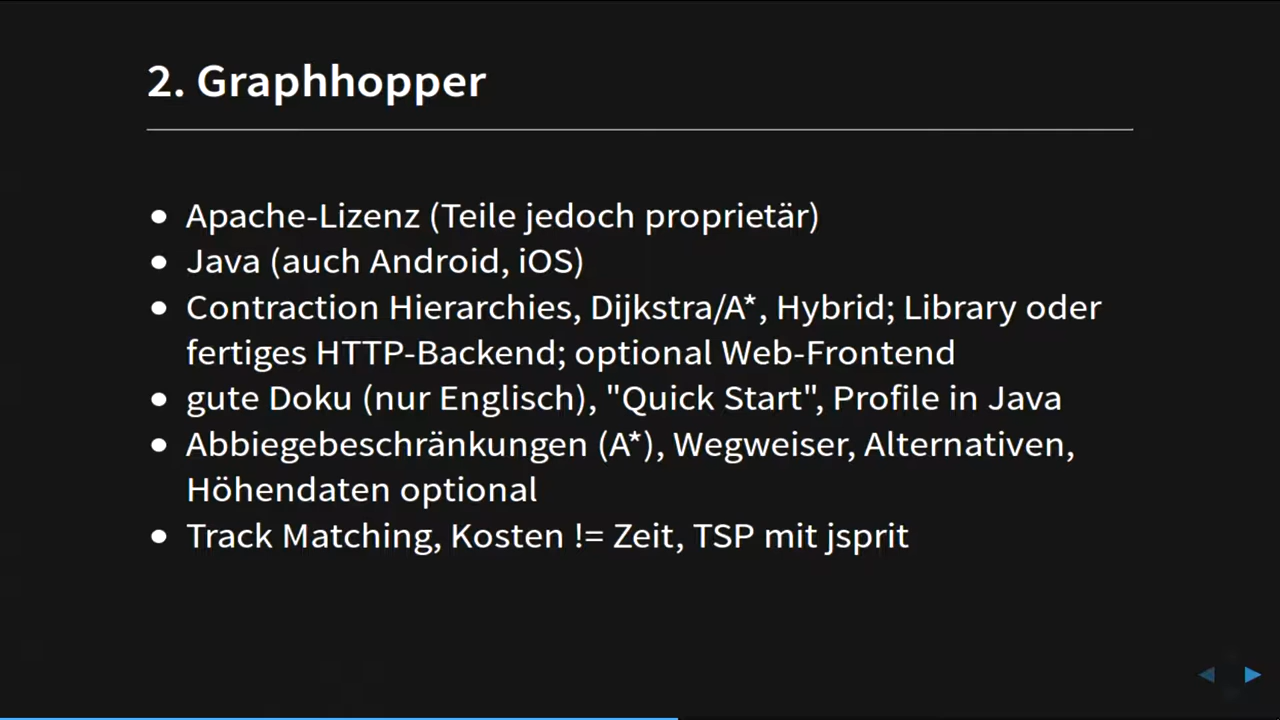 2. Graphhopper
• Apache-Lizenz (Teile jedoch proprietär)
• Java (auch Android, iOS)
• Contraction Hierarchies, Dijkstra/A*, Hybrid; Library oder
fertiges HTTP-Backend; optional Web-Frontend
• gute Doku (nur Englisch), "Quick Start", Profile in Java
• Abbiegebeschränkungen (A*), Wegweiser, Alternativen,
Höhendaten optional
• Track Matching, Kosten != Zeit, TSP mit jsprit